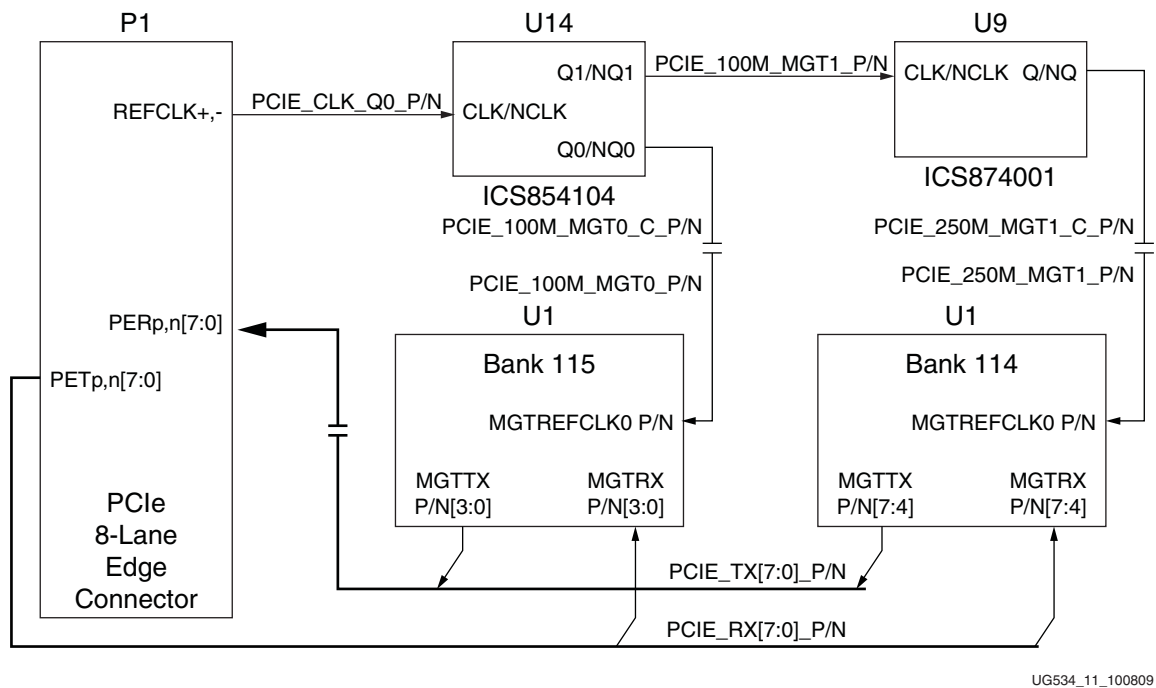 P1
U14
U9
Q1/NQ1
PCIE_100M_MGT1_P/N
CLK/NCLK Q/NQ
REFCLK+,-
PCIE_CLK_Q0_P/N
CLK/NCLK
Q0/NQ0
ICS854104
ICS874001
PCIE_100M_MGT0_C_P/N
PCIE_250M_MGT1_C_P/N
PCIE_100M_MGT0_P/N
PCIE_250M_MGT1_P/N
U1
U1
PERp,n[7:0]
PETp,n[7:0]
Bank 115
Bank 114
MGTREFCLK0 P/N
MGTREFCLK0 P/N
MGTTX
P/N[3:0]
MGTRX
P/N[3:0]
MGTTX
P/N[7:4]
MGTRX
P/N[7:4]
PCIe
8-Lane
Edge
Connector
PCIE_TX[7:0]_P/N
PCIE_RX[7:0]_P/N
UG534_11_100809